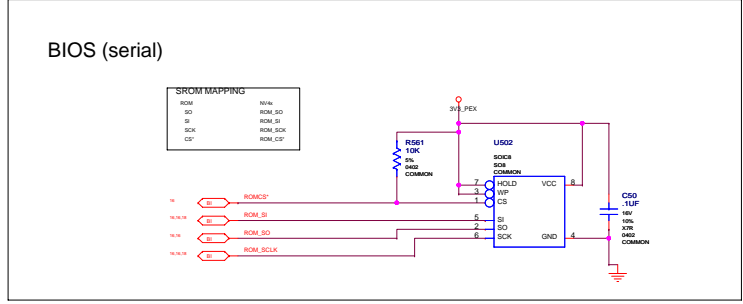 BIOS (serial)
SROM MAPPING
ROM NV4x
SO ROM_SO
SI ROM_SI
SCK ROM_SCK
CS* ROM_CS*
3V3_PEX
R561
10K
5%
0402
COMMON
U502
SOIC8
SO8
COMMON
7 HOLD VCC 8
3 WP
1 CS
5 SI
2 SO
6 SCK GND 4
C50
.1UF
16V
10%
X7R
0402
COMMON
BI ROMCS*
BI ROM_SI
BI ROM_SO
BI ROM_SCLK